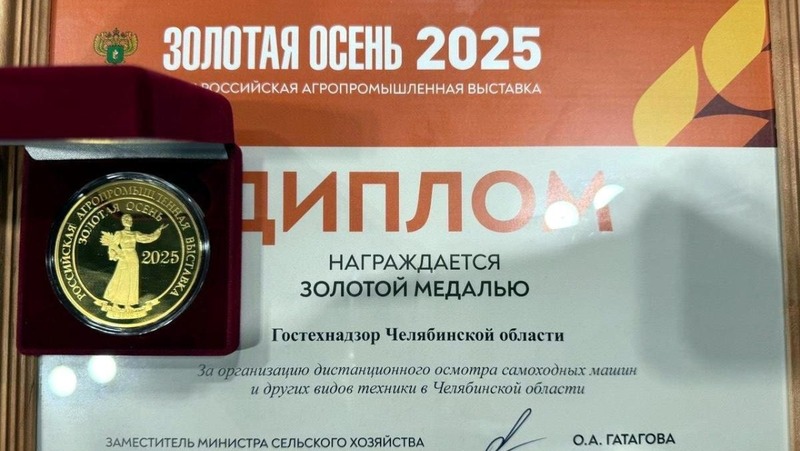 ЗОЛОТАЯ ОСЕНЬ 2025
РОССИЙСКАЯ АГРОПРОМЫШЛЕННАЯ ВЫСТАВКА
ДИПЛОМ
НАГРАЖДАЕТСЯ
ЗОЛОТОЙ МЕДАЛЬЮ
Гостехнадзор Челябинской области
За организацию дистанционного осмотра самоходных машин
и других видов техники в Челябинской области
ЗАМЕСТИТЕЛЬ МИНИСТРА СЕЛЬСКОГО ХОЗЯЙСТВА
О.А. ГАТАГОВА
РОССИЙСКАЯ АГРОПРОМЫШЛЕННАЯ ВЫСТАВКА
ЗОЛОТАЯ ОСЕНЬ
2025